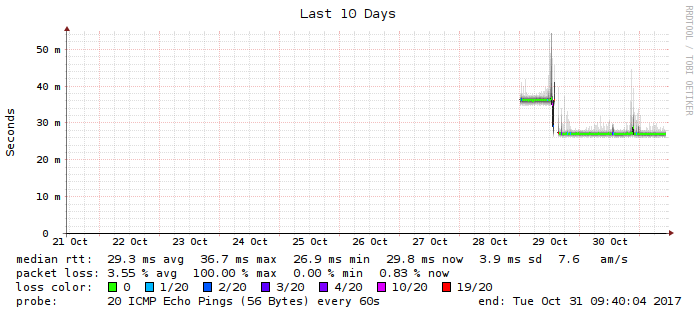 Last 10 Days
RRDTOOL / TOBI OETIKER
Seconds
50 m
40 m
30 m
20 m
10 m
0
21 Oct 22 Oct 23 Oct 24 Oct 25 Oct 26 Oct 27 Oct 28 Oct 29 Oct 30 Oct
median rtt: 29.3 ms avg 36.7 ms max 26.9 ms min 29.8 ms now 3.9 ms sd 7.6 am/s
packet loss: 3.55 % avg 100.00 % max 0.00 % min 0.83 % now
loss color: 0 1/20 2/20 3/20 4/20 10/20 19/20
probe: 20 ICMP Echo Pings (56 Bytes) every 60s end: Tue Oct 31 09:40:04 2017